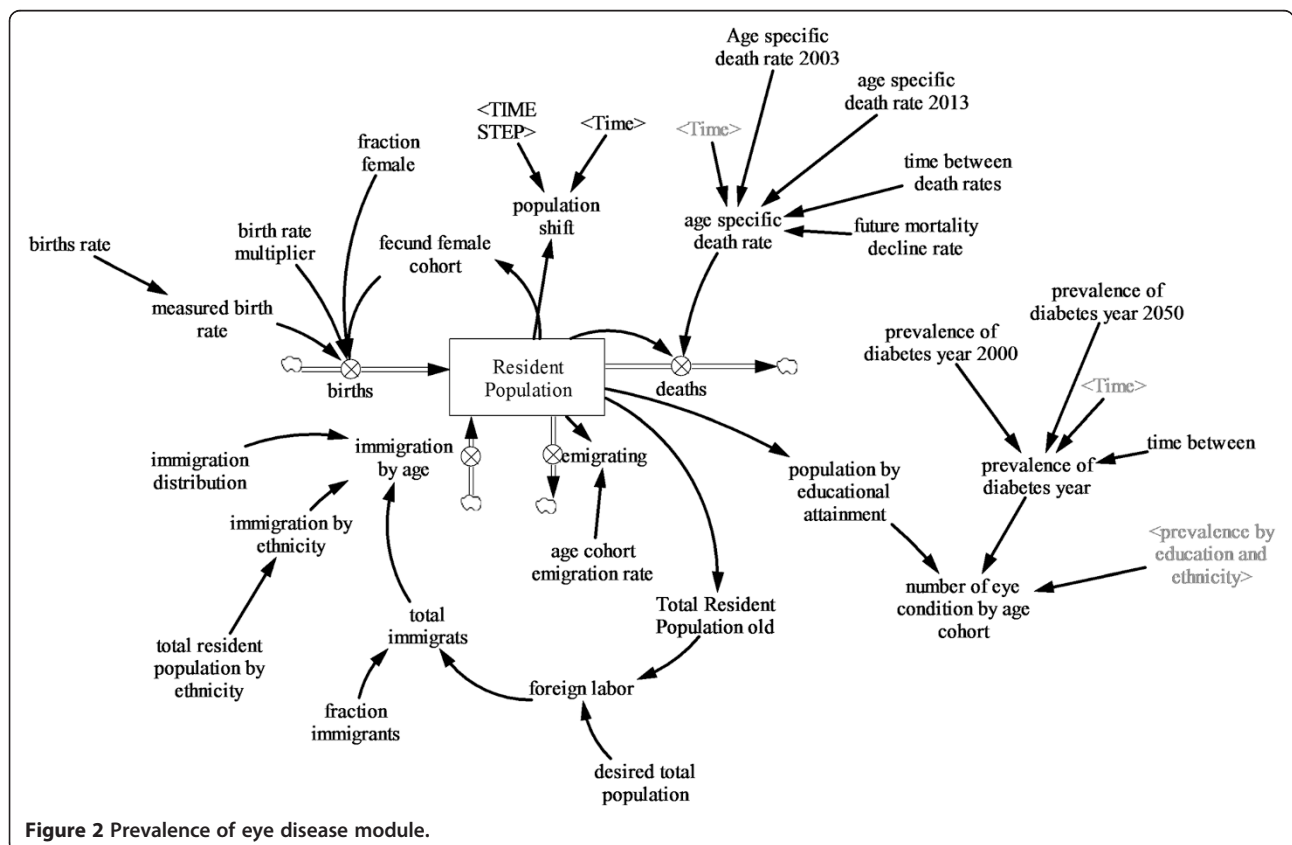 Age specific
death rate 2003
age specific
death rate 2013
<TIME
STEP>
<Time>
<Time>
fraction
female
time between
death rates
population
shift
age specific
death rate
future mortality
decline rate
births rate
birth rate
multiplier
fecund female
cohort
measured birth
rate
prevalence of
diabetes year 2050
prevalence of
diabetes year 2000
<Time>
Resident
Population
births
deaths
immigration
by age
emigrating
immigration
distribution
population by
educational
attainment
prevalence of
diabetes year
time between
immigration by
ethnicity
age cohort
emigration rate
<prevalence by
education and
ethnicity>
number of eye
condition by age
cohort
total
immigrats
Total Resident
Population old
total resident
population by
ethnicity
foreign labor
fraction
immigrants
desired total
population
Figure 2 Prevalence of eye disease module.